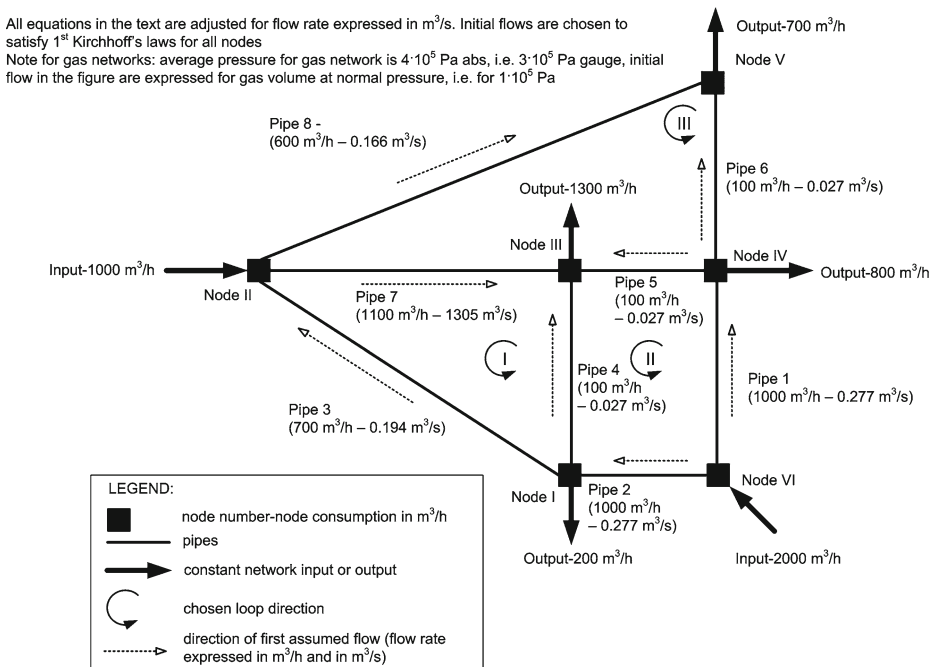 All equations in the text are adjusted for flow rate expressed in m³/s. Initial flows are chosen to
satisfy 1ˢᵗ Kirchhoff's laws for all nodes
Note for gas networks: average pressure for gas network is 4·10⁵ Pa abs, i.e. 3·10⁵ Pa gauge, initial
flow in the figure are expressed for gas volume at normal pressure, i.e. for 1·10⁵ Pa
Output-700 m³/h
Node V
Pipe 8 -
(600 m³/h – 0.166 m³/s)
III
Pipe 6
(100 m³/h – 0.027 m³/s)
Output-1300 m³/h
Node III
Node IV
Input-1000 m³/h
Output-800 m³/h
Node II
Pipe 7
(1100 m³/h – 1305 m³/s)
Pipe 5
(100 m³/h
– 0.027 m³/s)
I
II
Pipe 4
(100 m³/h
– 0.027 m³/s)
Pipe 1
(1000 m³/h – 0.277 m³/s)
Pipe 3
(700 m³/h – 0.194 m³/s)
Node I
Pipe 2
(1000 m³/h
– 0.277 m³/s)
Node VI
Output-200 m³/h
Input-2000 m³/h
LEGEND:
node number-node consumption in m³/h
pipes
constant network input or output
chosen loop direction
direction of first assumed flow (flow rate
expressed in m³/h and in m³/s)